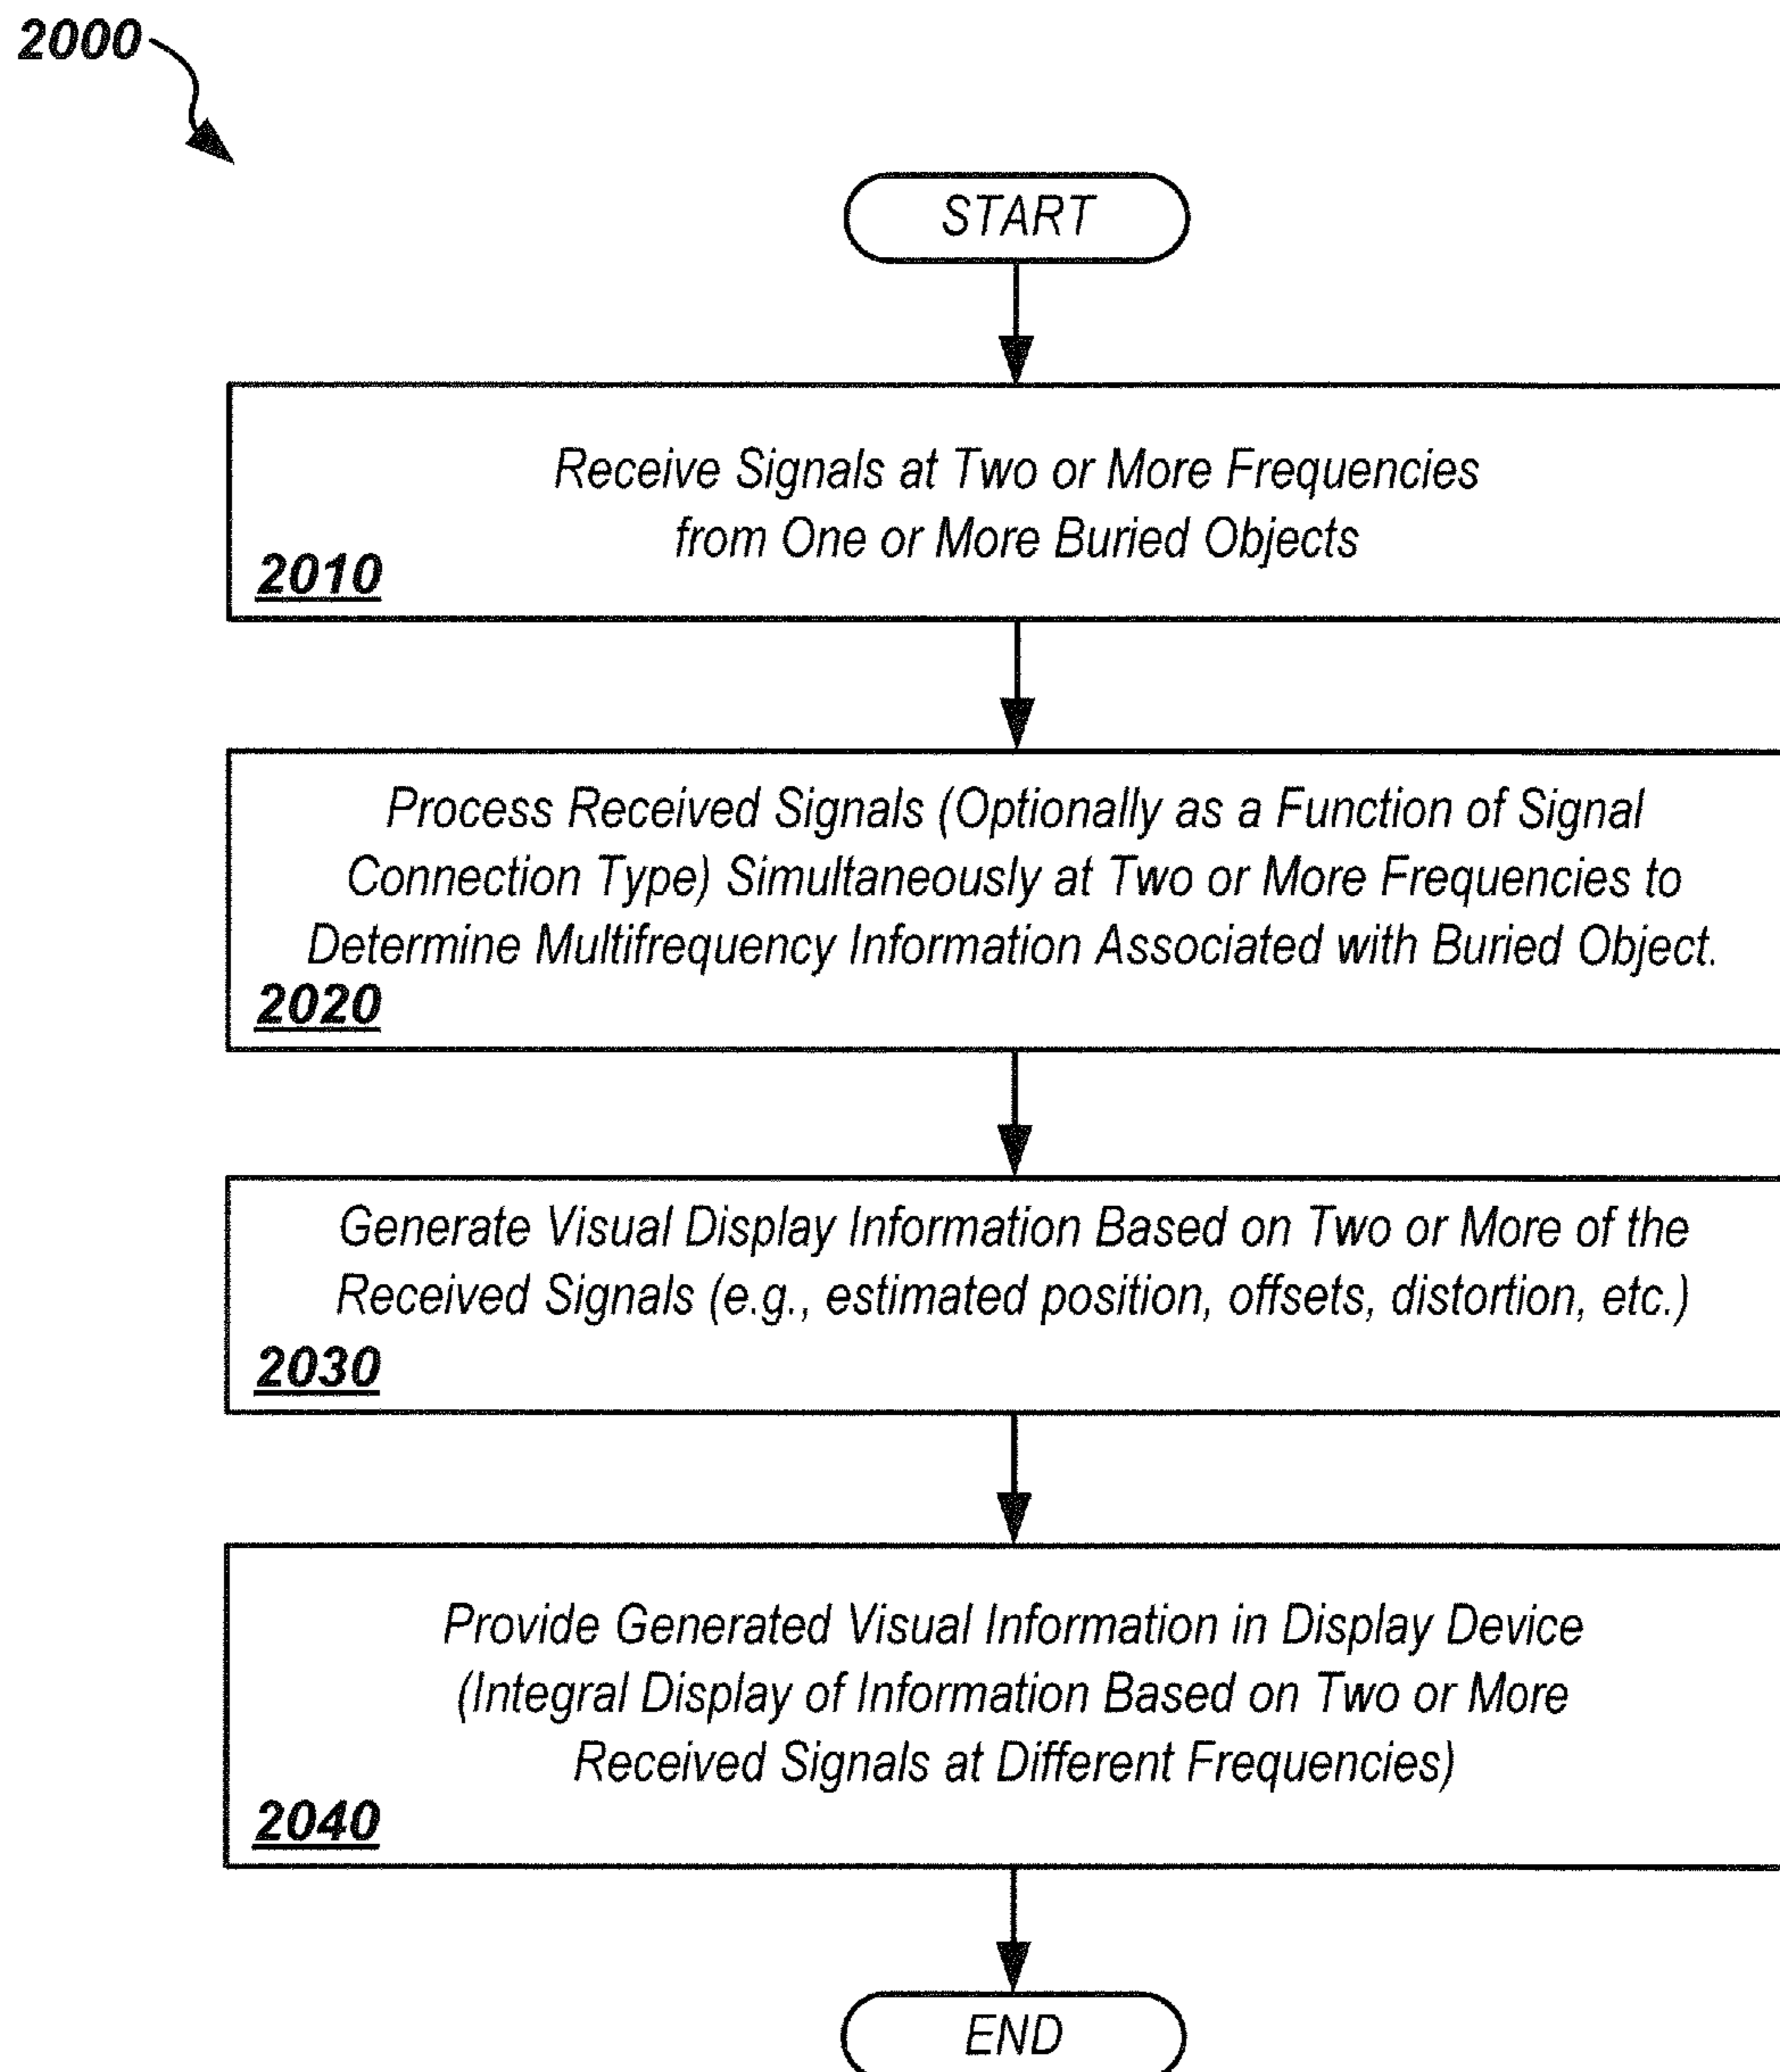 2000
START
Receive Signals at Two or More Frequencies
from One or More Buried Objects
2010
Process Received Signals (Optionally as a Function of Signal
Connection Type) Simultaneously at Two or More Frequencies to
Determine Multifrequency Information Associated with Buried Object.
2020
Generate Visual Display Information Based on Two or More of the
Received Signals (e.g., estimated position, offsets, distortion, etc.)
2030
Provide Generated Visual Information in Display Device
(Integral Display of Information Based on Two or More
Received Signals at Different Frequencies)
2040
END